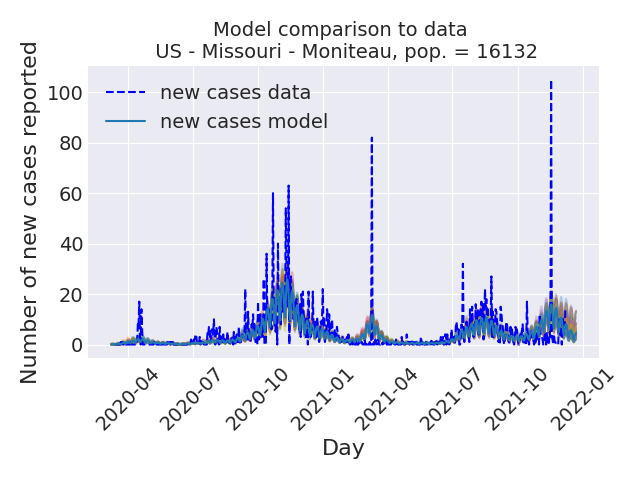 Model comparison to data
US - Missouri - Moniteau, pop. = 16132
Number of new cases reported
100
80
60
40
20
0
new cases data
new cases model
2020-04
2020-07
2020-10
2021-01
2021-04
2021-07
2021-10
2022-01
Day